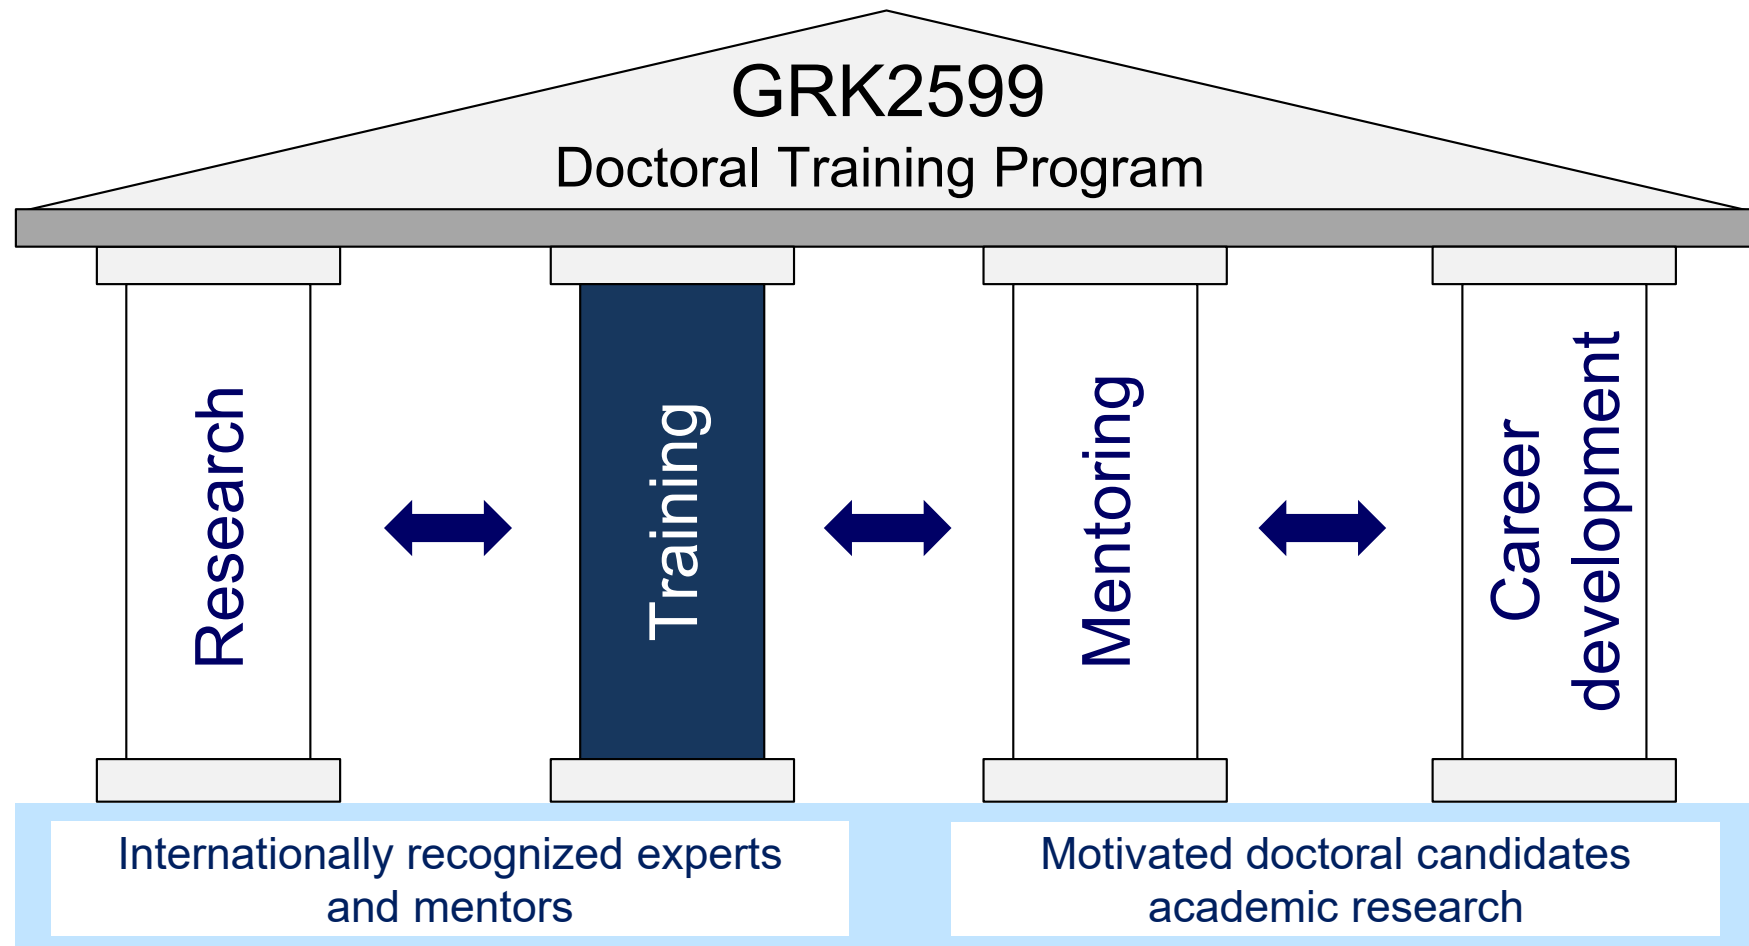 GRK2599
Doctoral Training Program
Research
Training
Mentoring
Career
development
Internationally recognized experts
and mentors
Motivated doctoral candidates
academic research